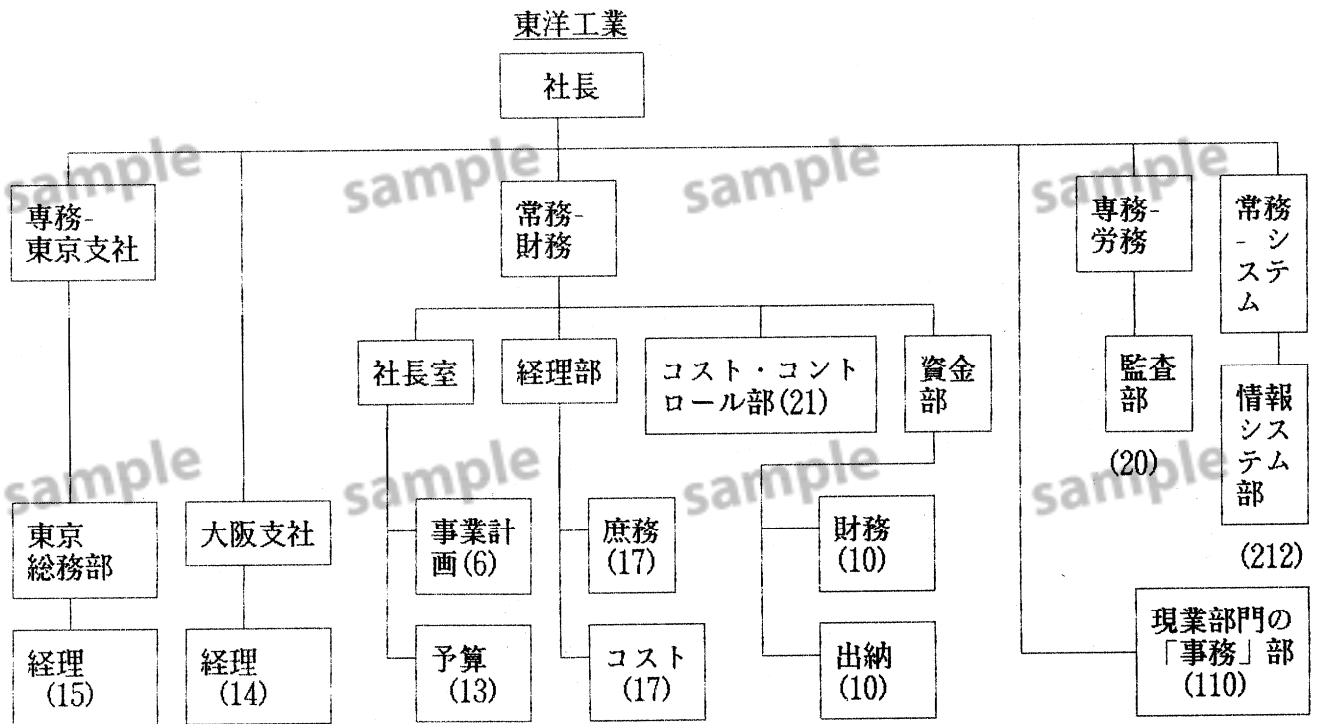 東洋工業
社長
sample
sample
sample
sample
専務-
東京支社
常務-
財務
専務-
労務
常務
- シ
ステ
ム
社長室
経理部
コスト・コント
ロール部(21)
資金
部
監査
部
(20)
情報
シス
テム
部
(212)
sample
sample
sample
sample
東京
総務部
大阪支社
事業計
画(6)
庶務
(17)
財務
(10)
経理
(15)
経理
(14)
予算
(13)
コスト
(17)
出納
(10)
現業部門の
「事務」部
(110)